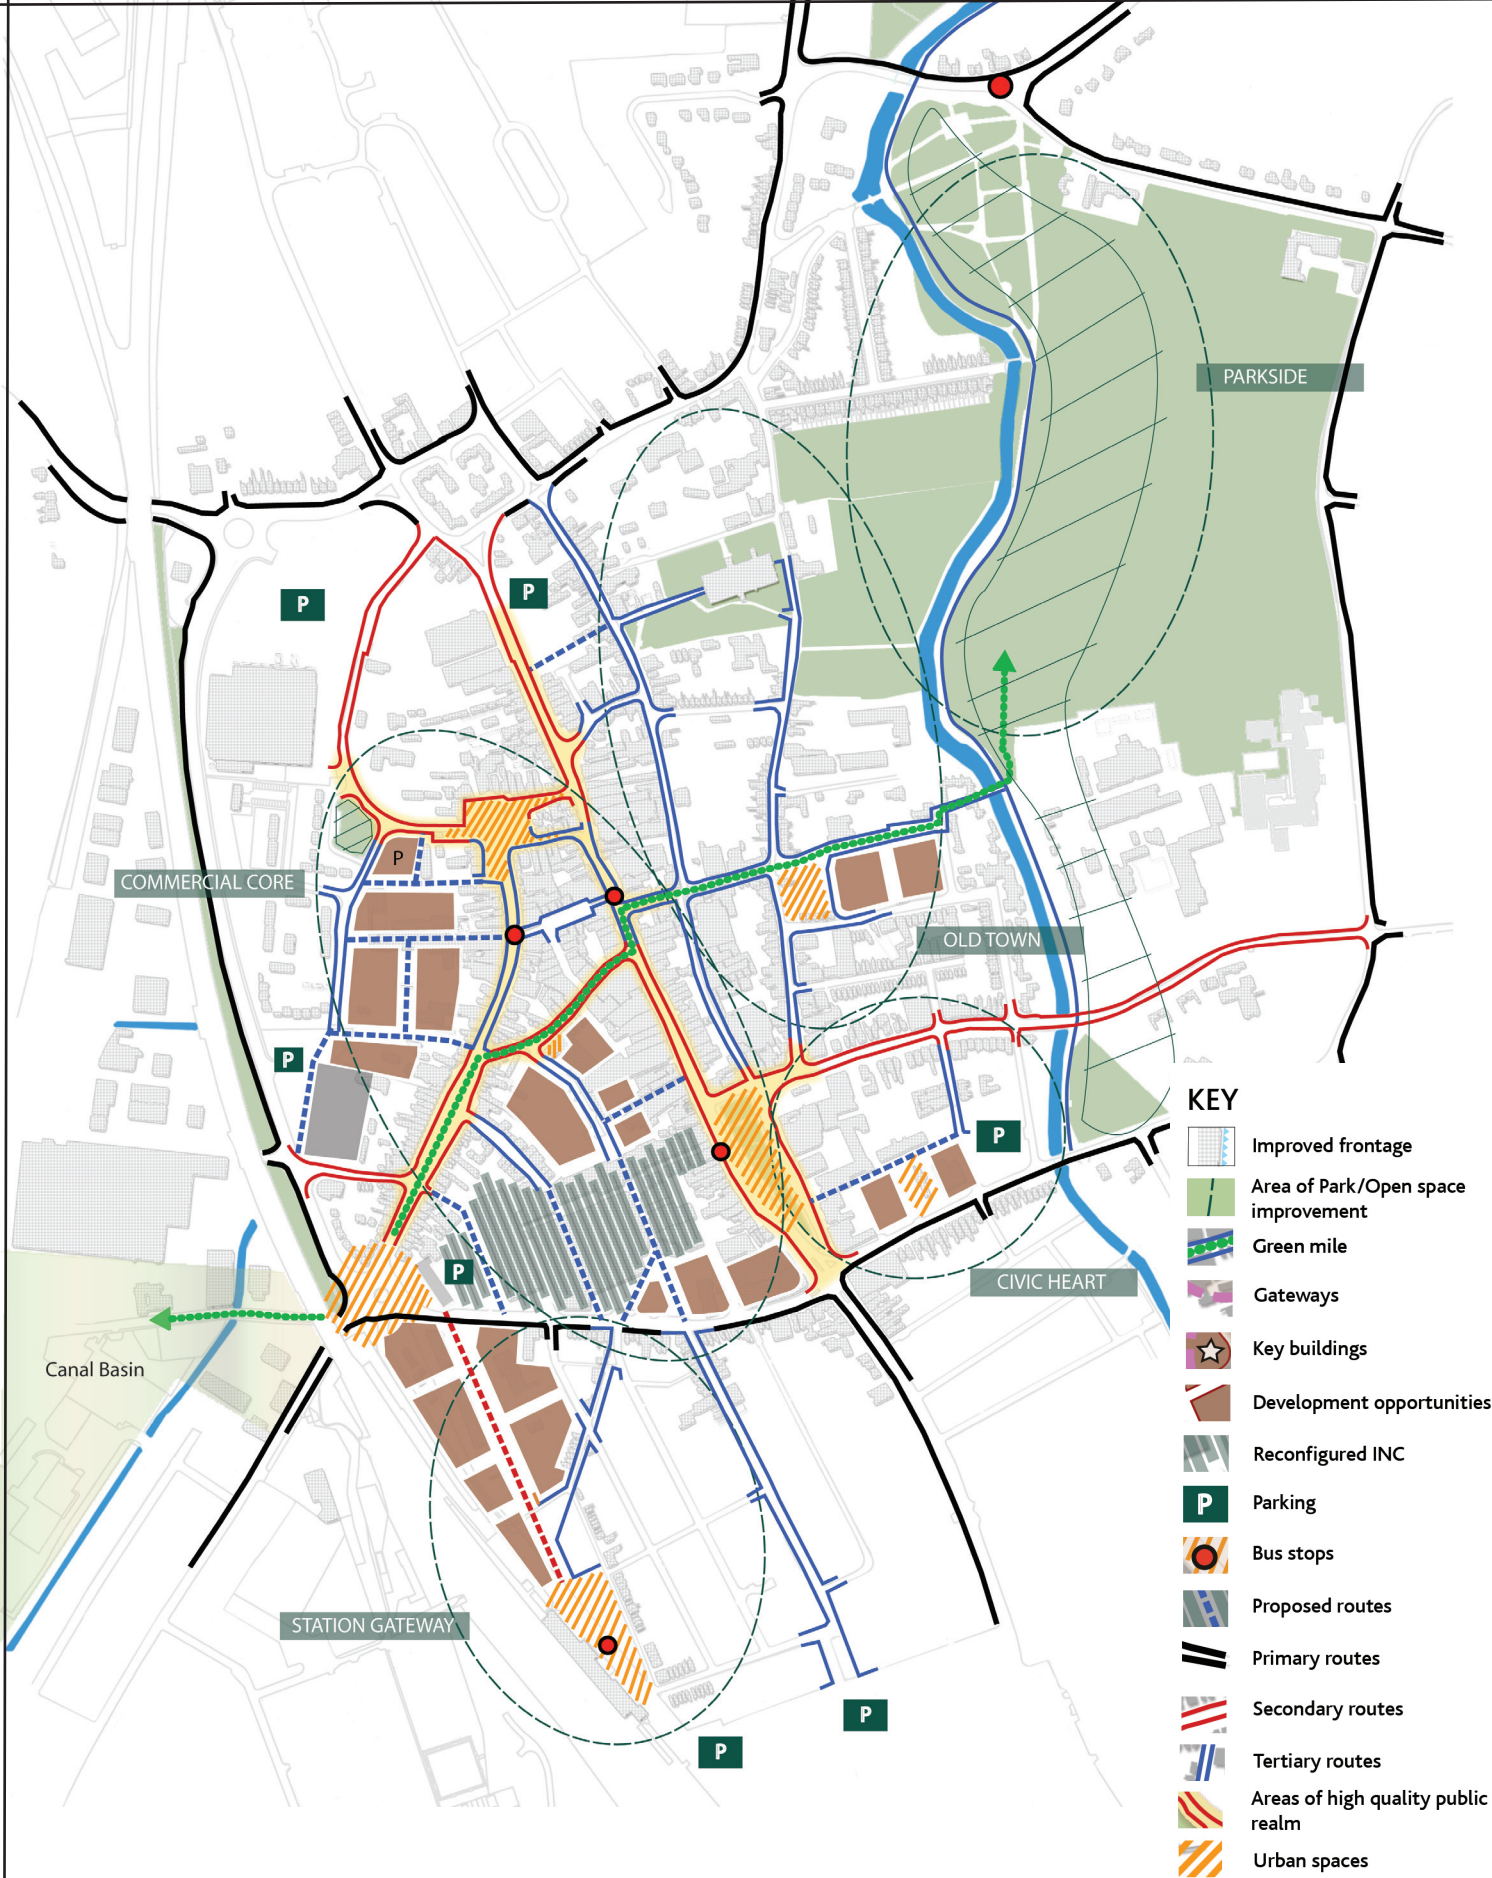 P
P
PARKSIDE
P
COMMERCIAL CORE
OLD TOWN
P
P
P
CIVIC HEART
Canal Basin
STATION GATEWAY
P
P
KEY
Improved frontage
Area of Park/Open space
improvement
Green mile
Gateways
Key buildings
Development opportunities
Reconfigured INC
P
Parking
Bus stops
Proposed routes
Primary routes
Secondary routes
Tertiary routes
Areas of high quality public
realm
Urban spaces